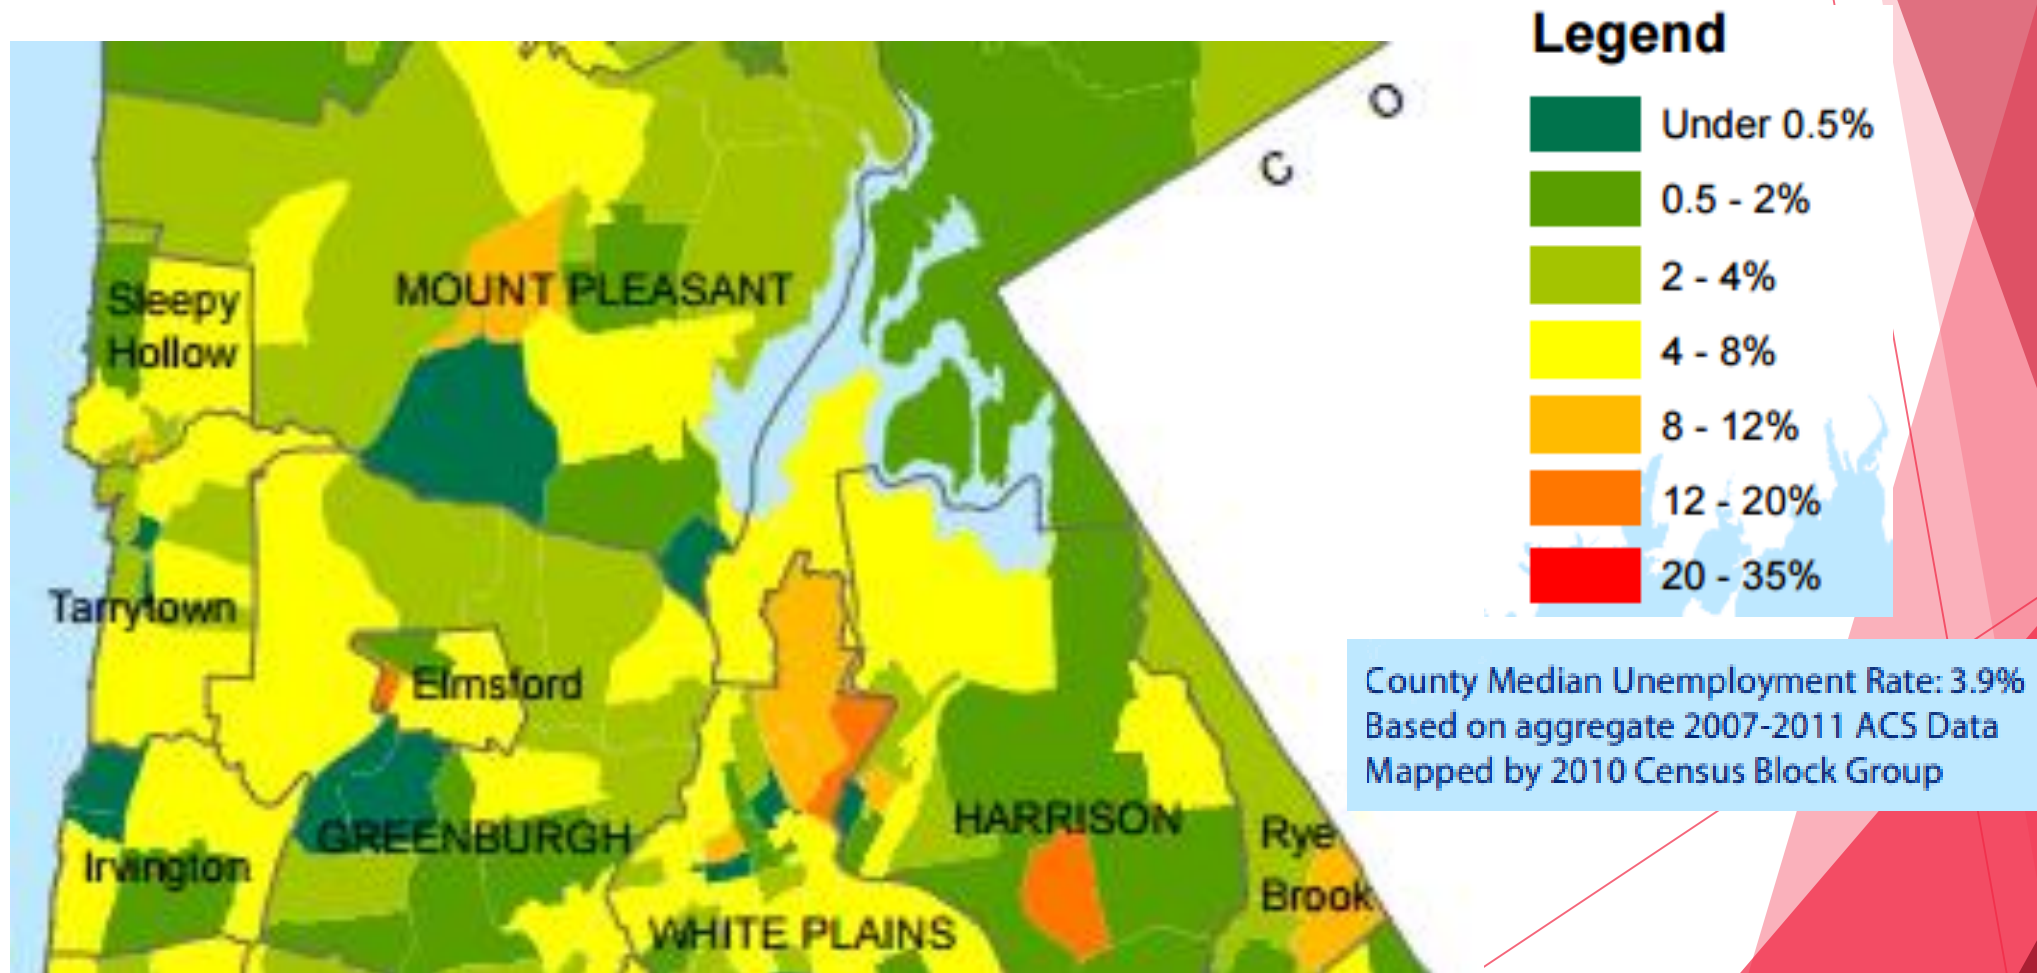 Legend
Under 0.5%
0.5 - 2%
2 - 4%
4 - 8%
8 - 12%
12 - 20%
20 - 35%
County Median Unemployment Rate: 3.9%
Based on aggregate 2007-2011 ACS Data
Mapped by 2010 Census Block Group
C O
Sleepy
Hollow
MOUNT PLEASANT
Tarrytown
Elmsford
GREENBURGH
Irvington
HARRISON
WHITE PLAINS
Rye
Brook